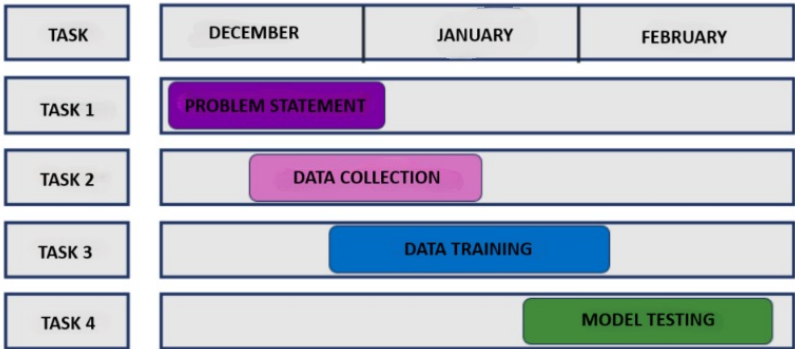 TASK DECEMBER JANUARY FEBRUARY
TASK 1 PROBLEM STATEMENT
TASK 2 DATA COLLECTION
TASK 3 DATA TRAINING
TASK 4 MODEL TESTING